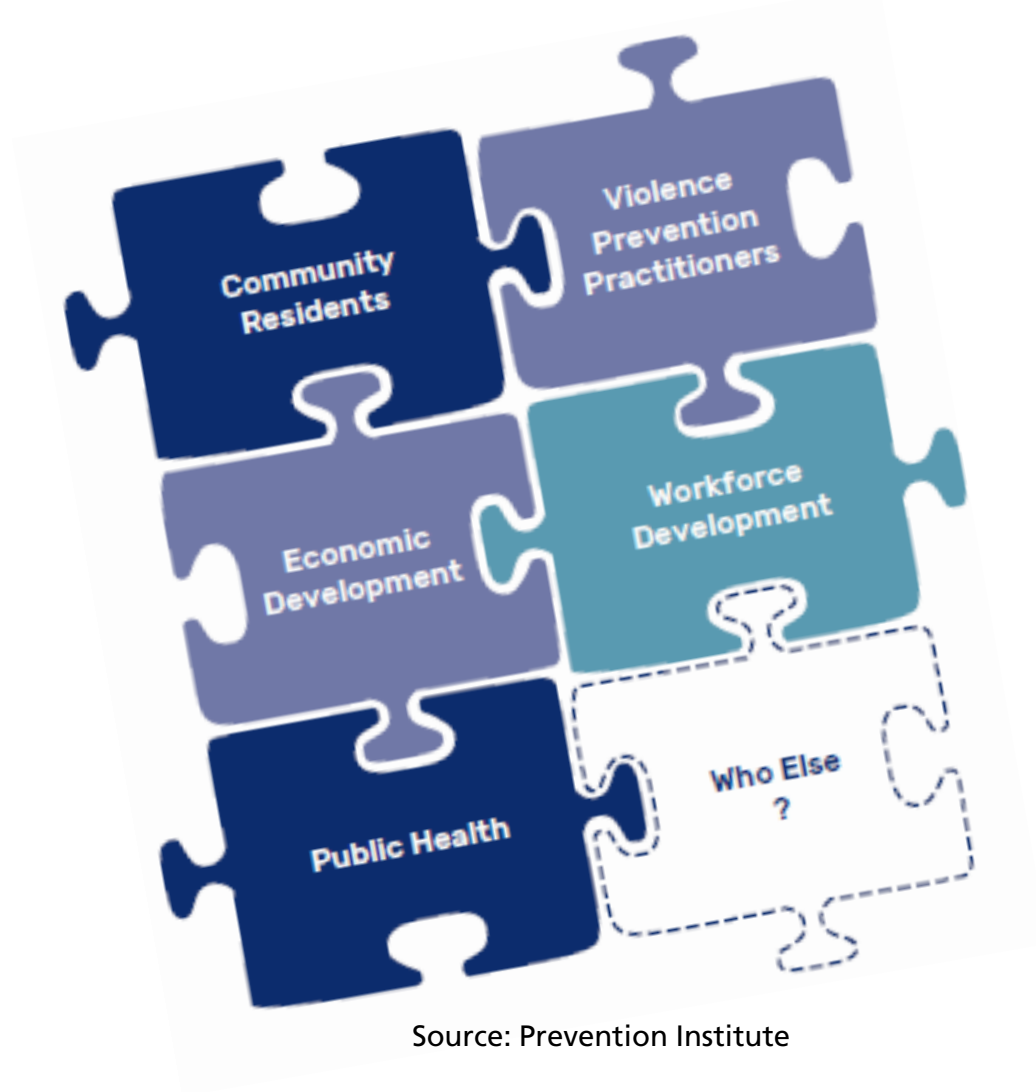 Community
Residents
Violence
Prevention
Practitioners
Economic
Development
Workforce
Development
Public Health
Who Else
?
Source: Prevention Institute